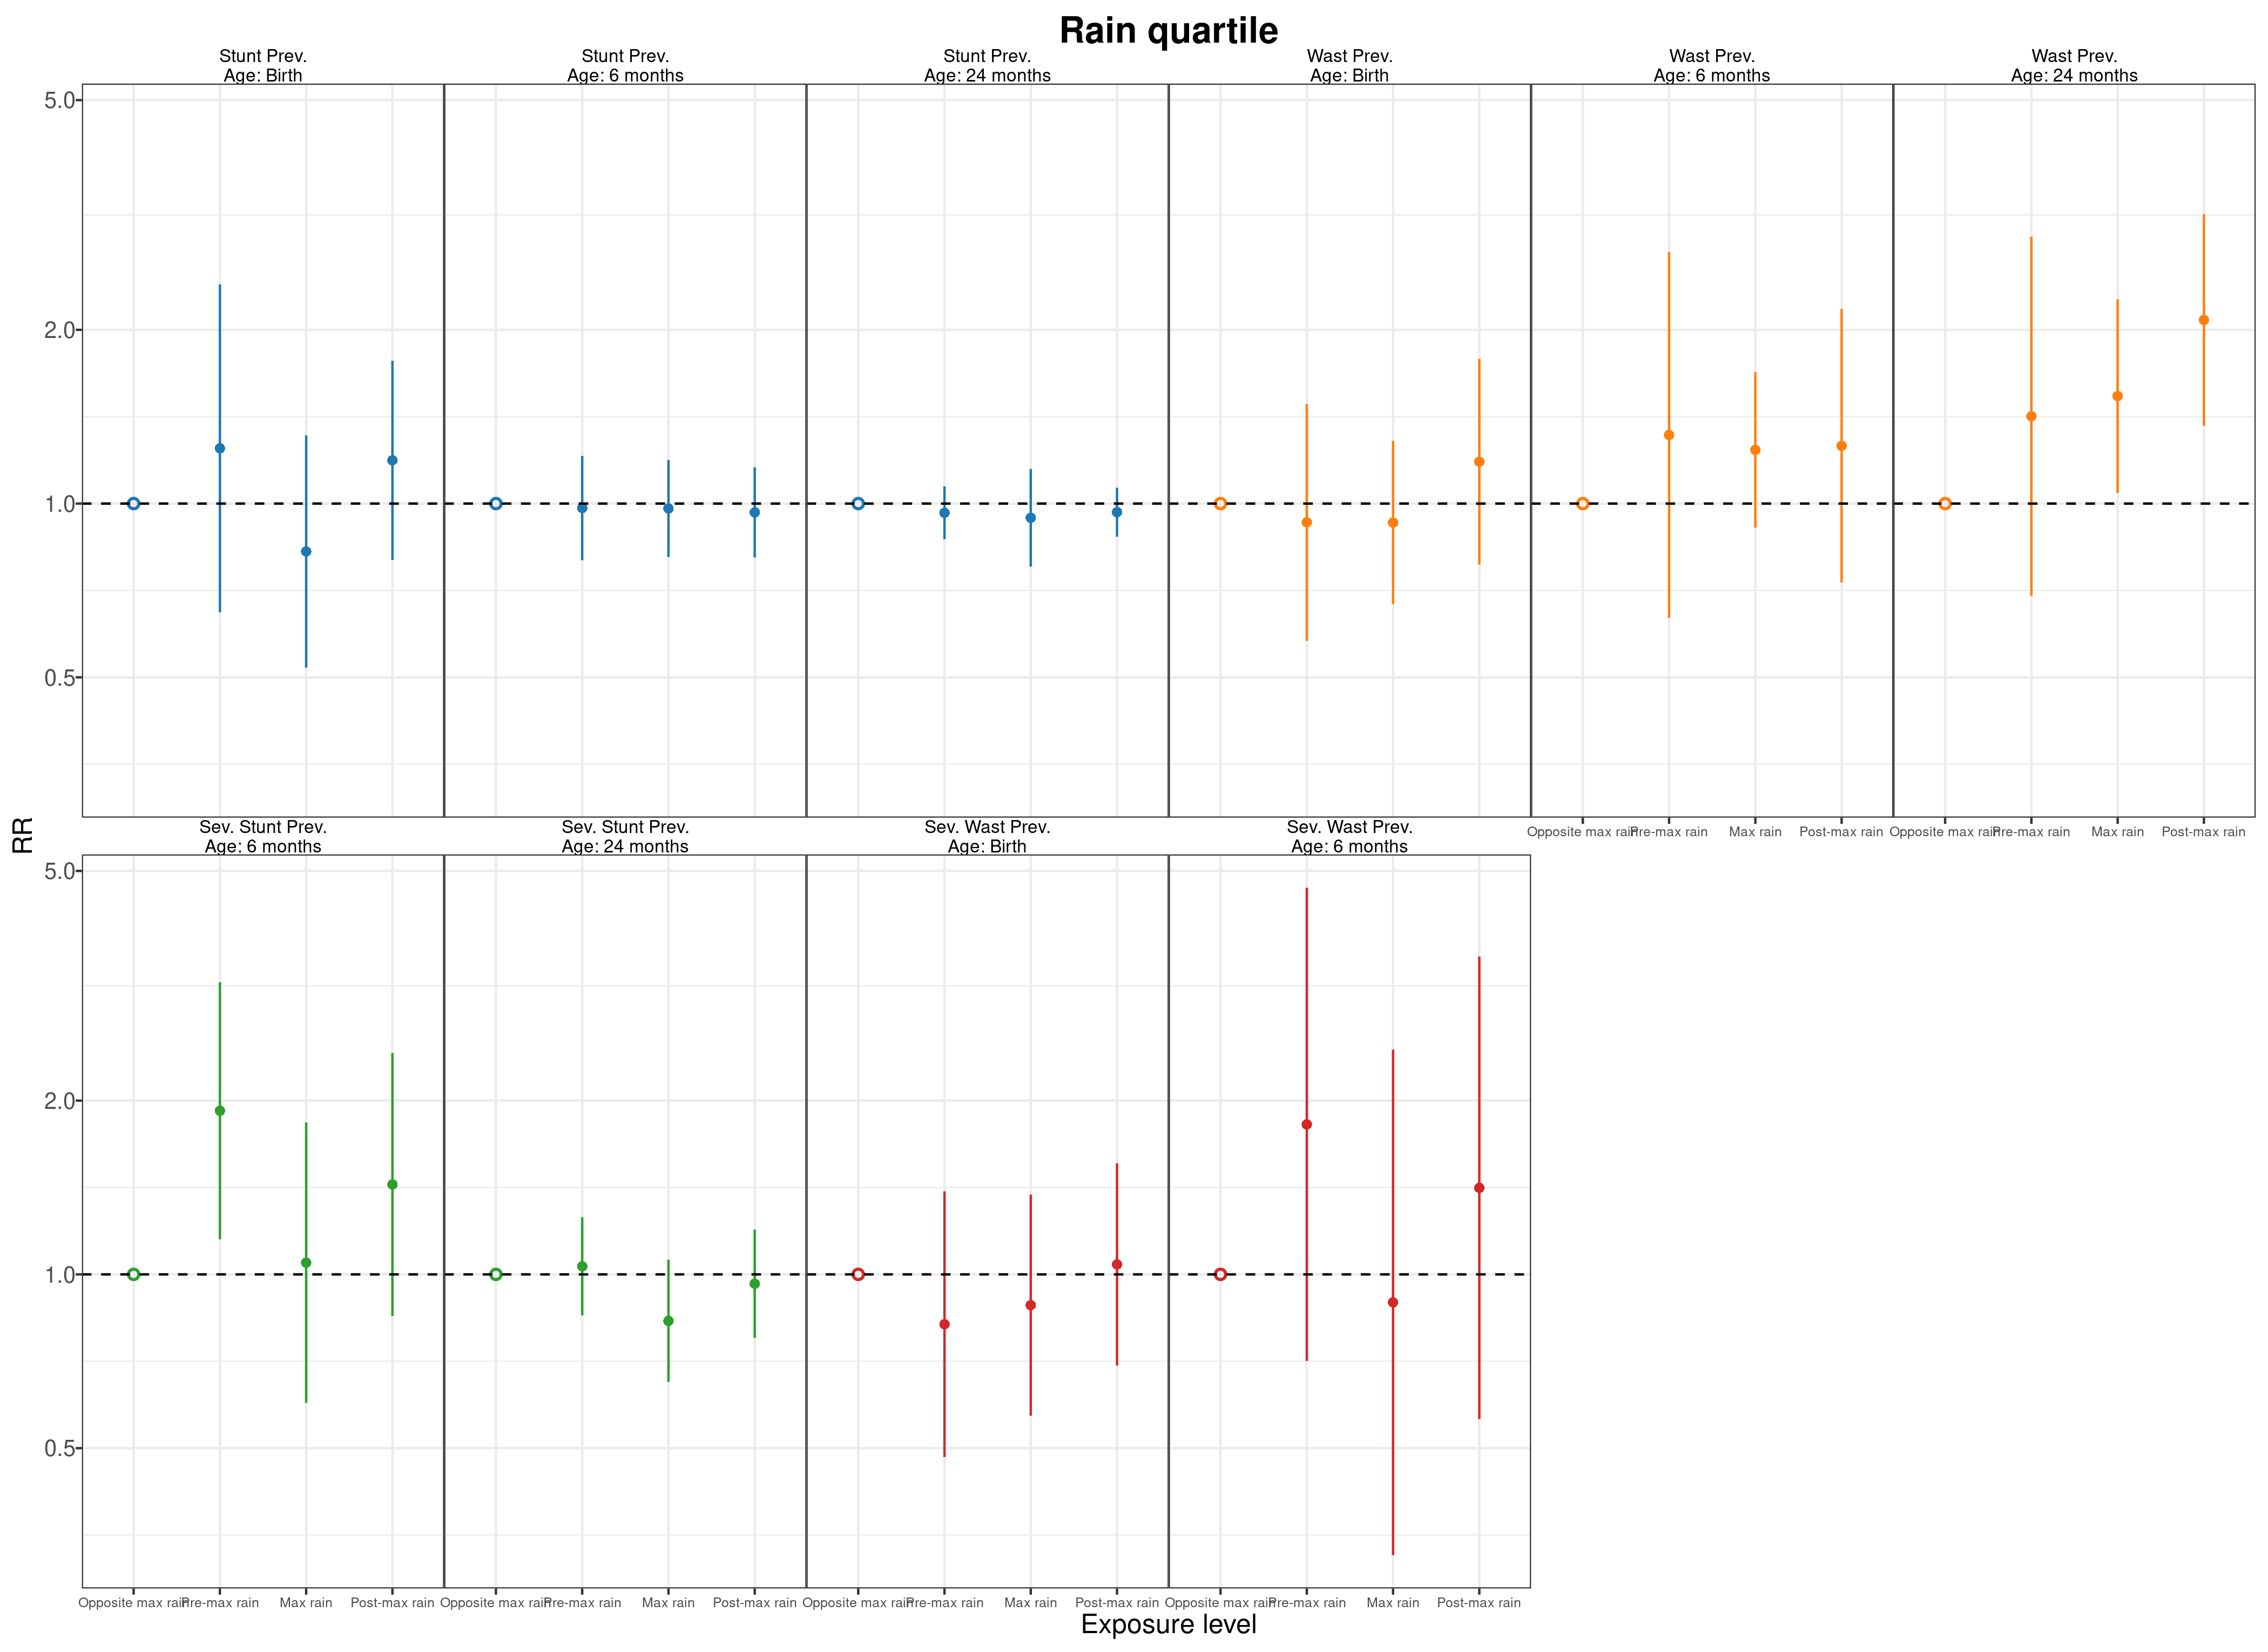 Rain quartile
Stunt Prev.
Age: Birth
Stunt Prev.
Age: 6 months
Stunt Prev.
Age: 24 months
Wast Prev.
Age: Birth
Wast Prev.
Age: 6 months
Wast Prev.
Age: 24 months
5.0
2.0
1.0
0.5
Opposite max rain Pre-max rain Max rain Post-max rain Opposite max rain Pre-max rain Max rain Post-max rain
RR
Sev. Stunt Prev.
Age: 6 months
Sev. Stunt Prev.
Age: 24 months
Sev. Wast Prev.
Age: Birth
Sev. Wast Prev.
Age: 6 months
5.0
2.0
1.0
0.5
Opposite max rain Pre-max rain Max rain Post-max rain Opposite max rain Pre-max rain Max rain Post-max rain Opposite max rain Pre-max rain Max rain Post-max rain Opposite max rain Pre-max rain Max rain Post-max rain
Exposure level